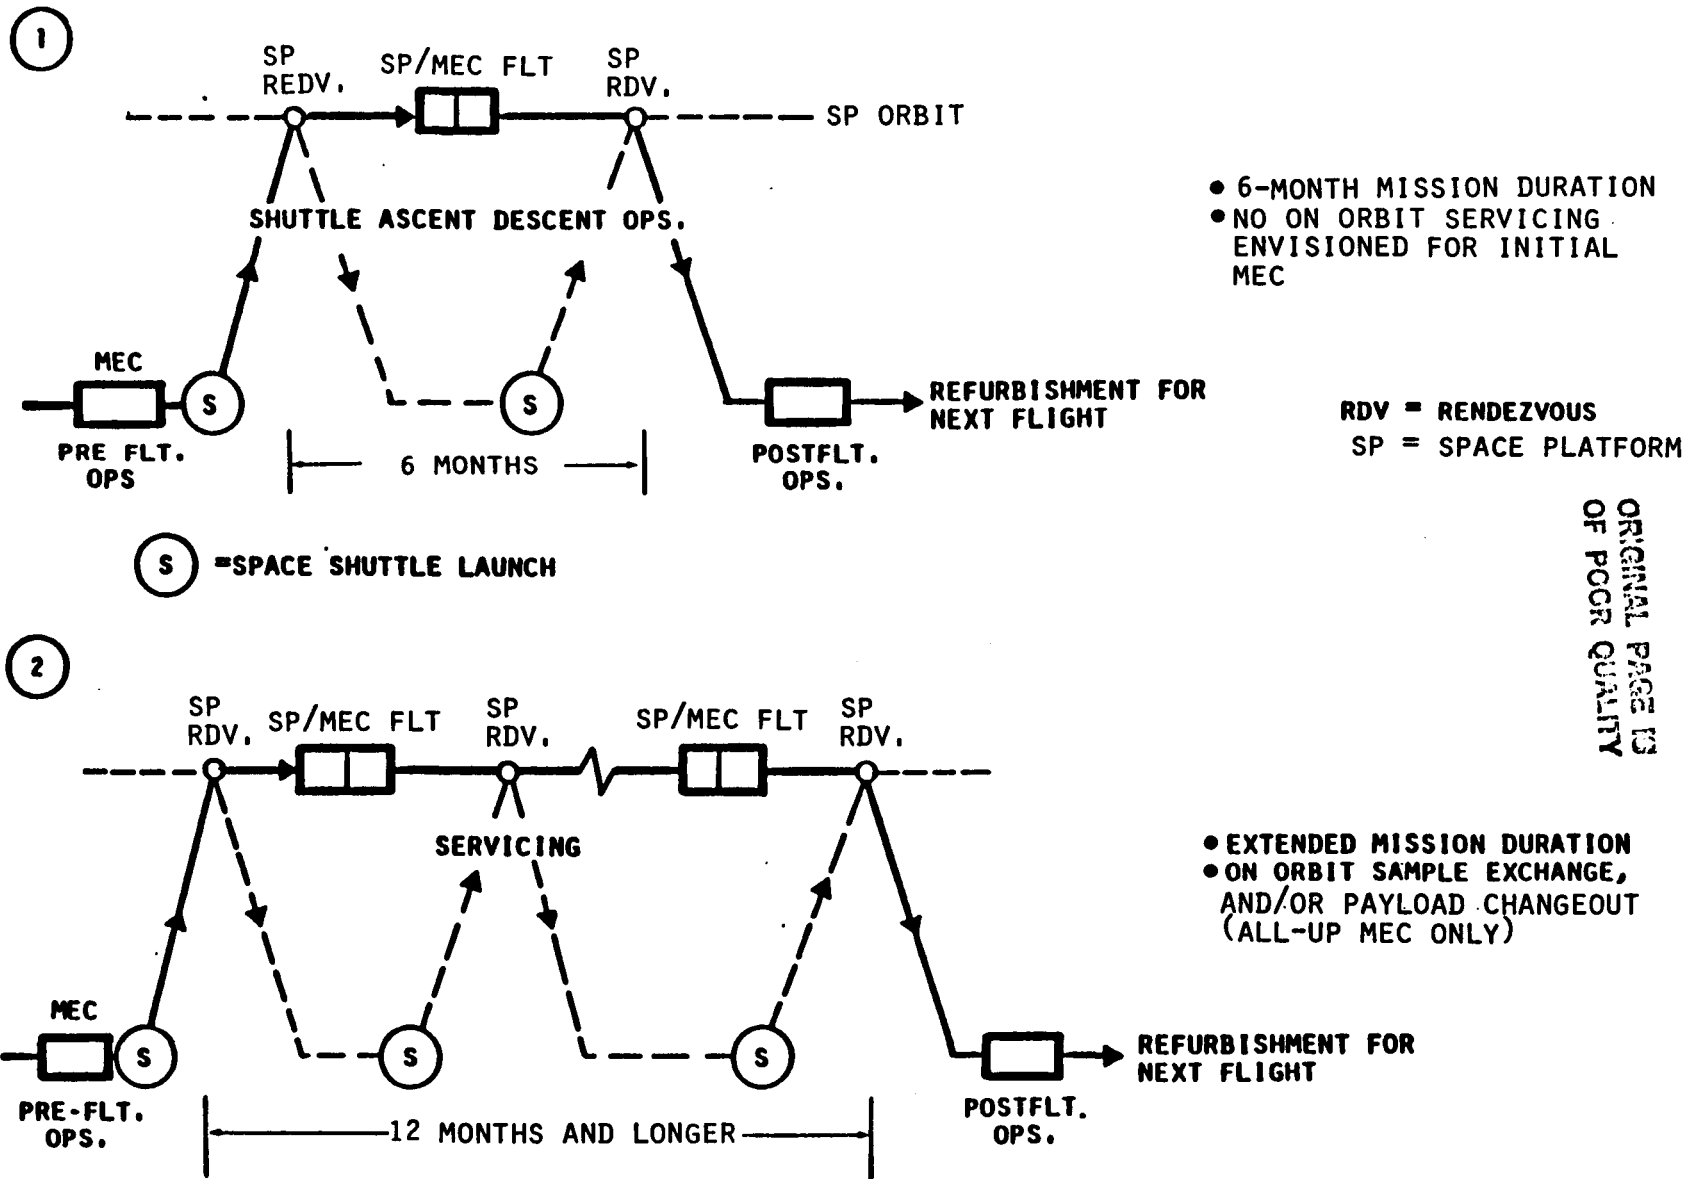 1
SP
REDV.
SP/MEC FLT
SP
RDV.
SP ORBIT
SHUTTLE ASCENT DESCENT OPS.
• 6-MONTH MISSION DURATION
• NO ON ORBIT SERVICING
ENVISIONED FOR INITIAL
MEC
MEC
S
S
PRE FLT.
OPS
6 MONTHS
POSTFLT.
OPS.
REFURBISHMENT FOR
NEXT FLIGHT
RDV = RENDEZVOUS
SP = SPACE PLATFORM
S =SPACE SHUTTLE LAUNCH
ORIGINAL PAGE IS
OF POOR QUALITY
2
SP
RDV.
SP/MEC FLT
SP
RDV.
SP/MEC FLT
SP
RDV.
SERVICING
• EXTENDED MISSION DURATION
• ON ORBIT SAMPLE EXCHANGE,
AND/OR PAYLOAD CHANGEOUT
(ALL-UP MEC ONLY)
MEC
S
S
S
PRE-FLT.
OPS.
12 MONTHS AND LONGER
POSTFLT.
OPS.
REFURBISHMENT FOR
NEXT FLIGHT